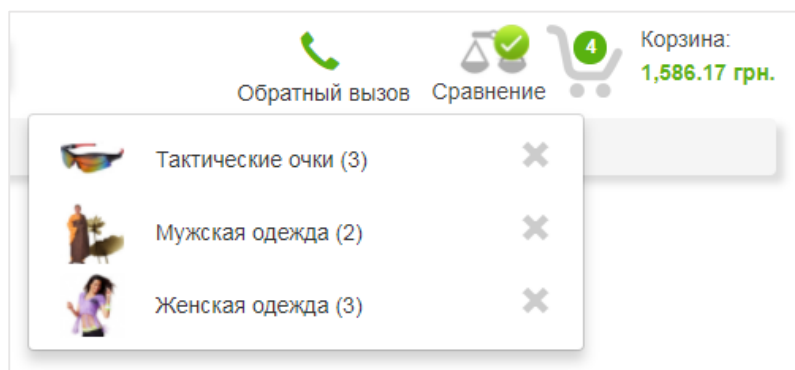 Обратный вызов
Сравнение
4
Корзина:
1,586.17 грн.
Тактические очки (3)
Мужская одежда (2)
Женская одежда (3)